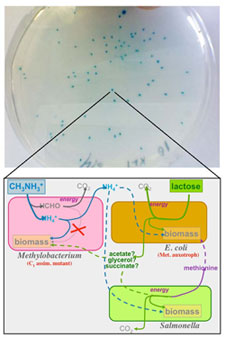 CH3NH3+
CO2
NH4+
CO2
lactose
energy
energy
HCHO
NH4+
biomass
biomass
Methylobacterium
(C1 assim. mutant)
acetate?
glycerol?
succinate?
E. coli
(Met. auxotroph)
methionine
energy
biomass
CO2
Salmonella